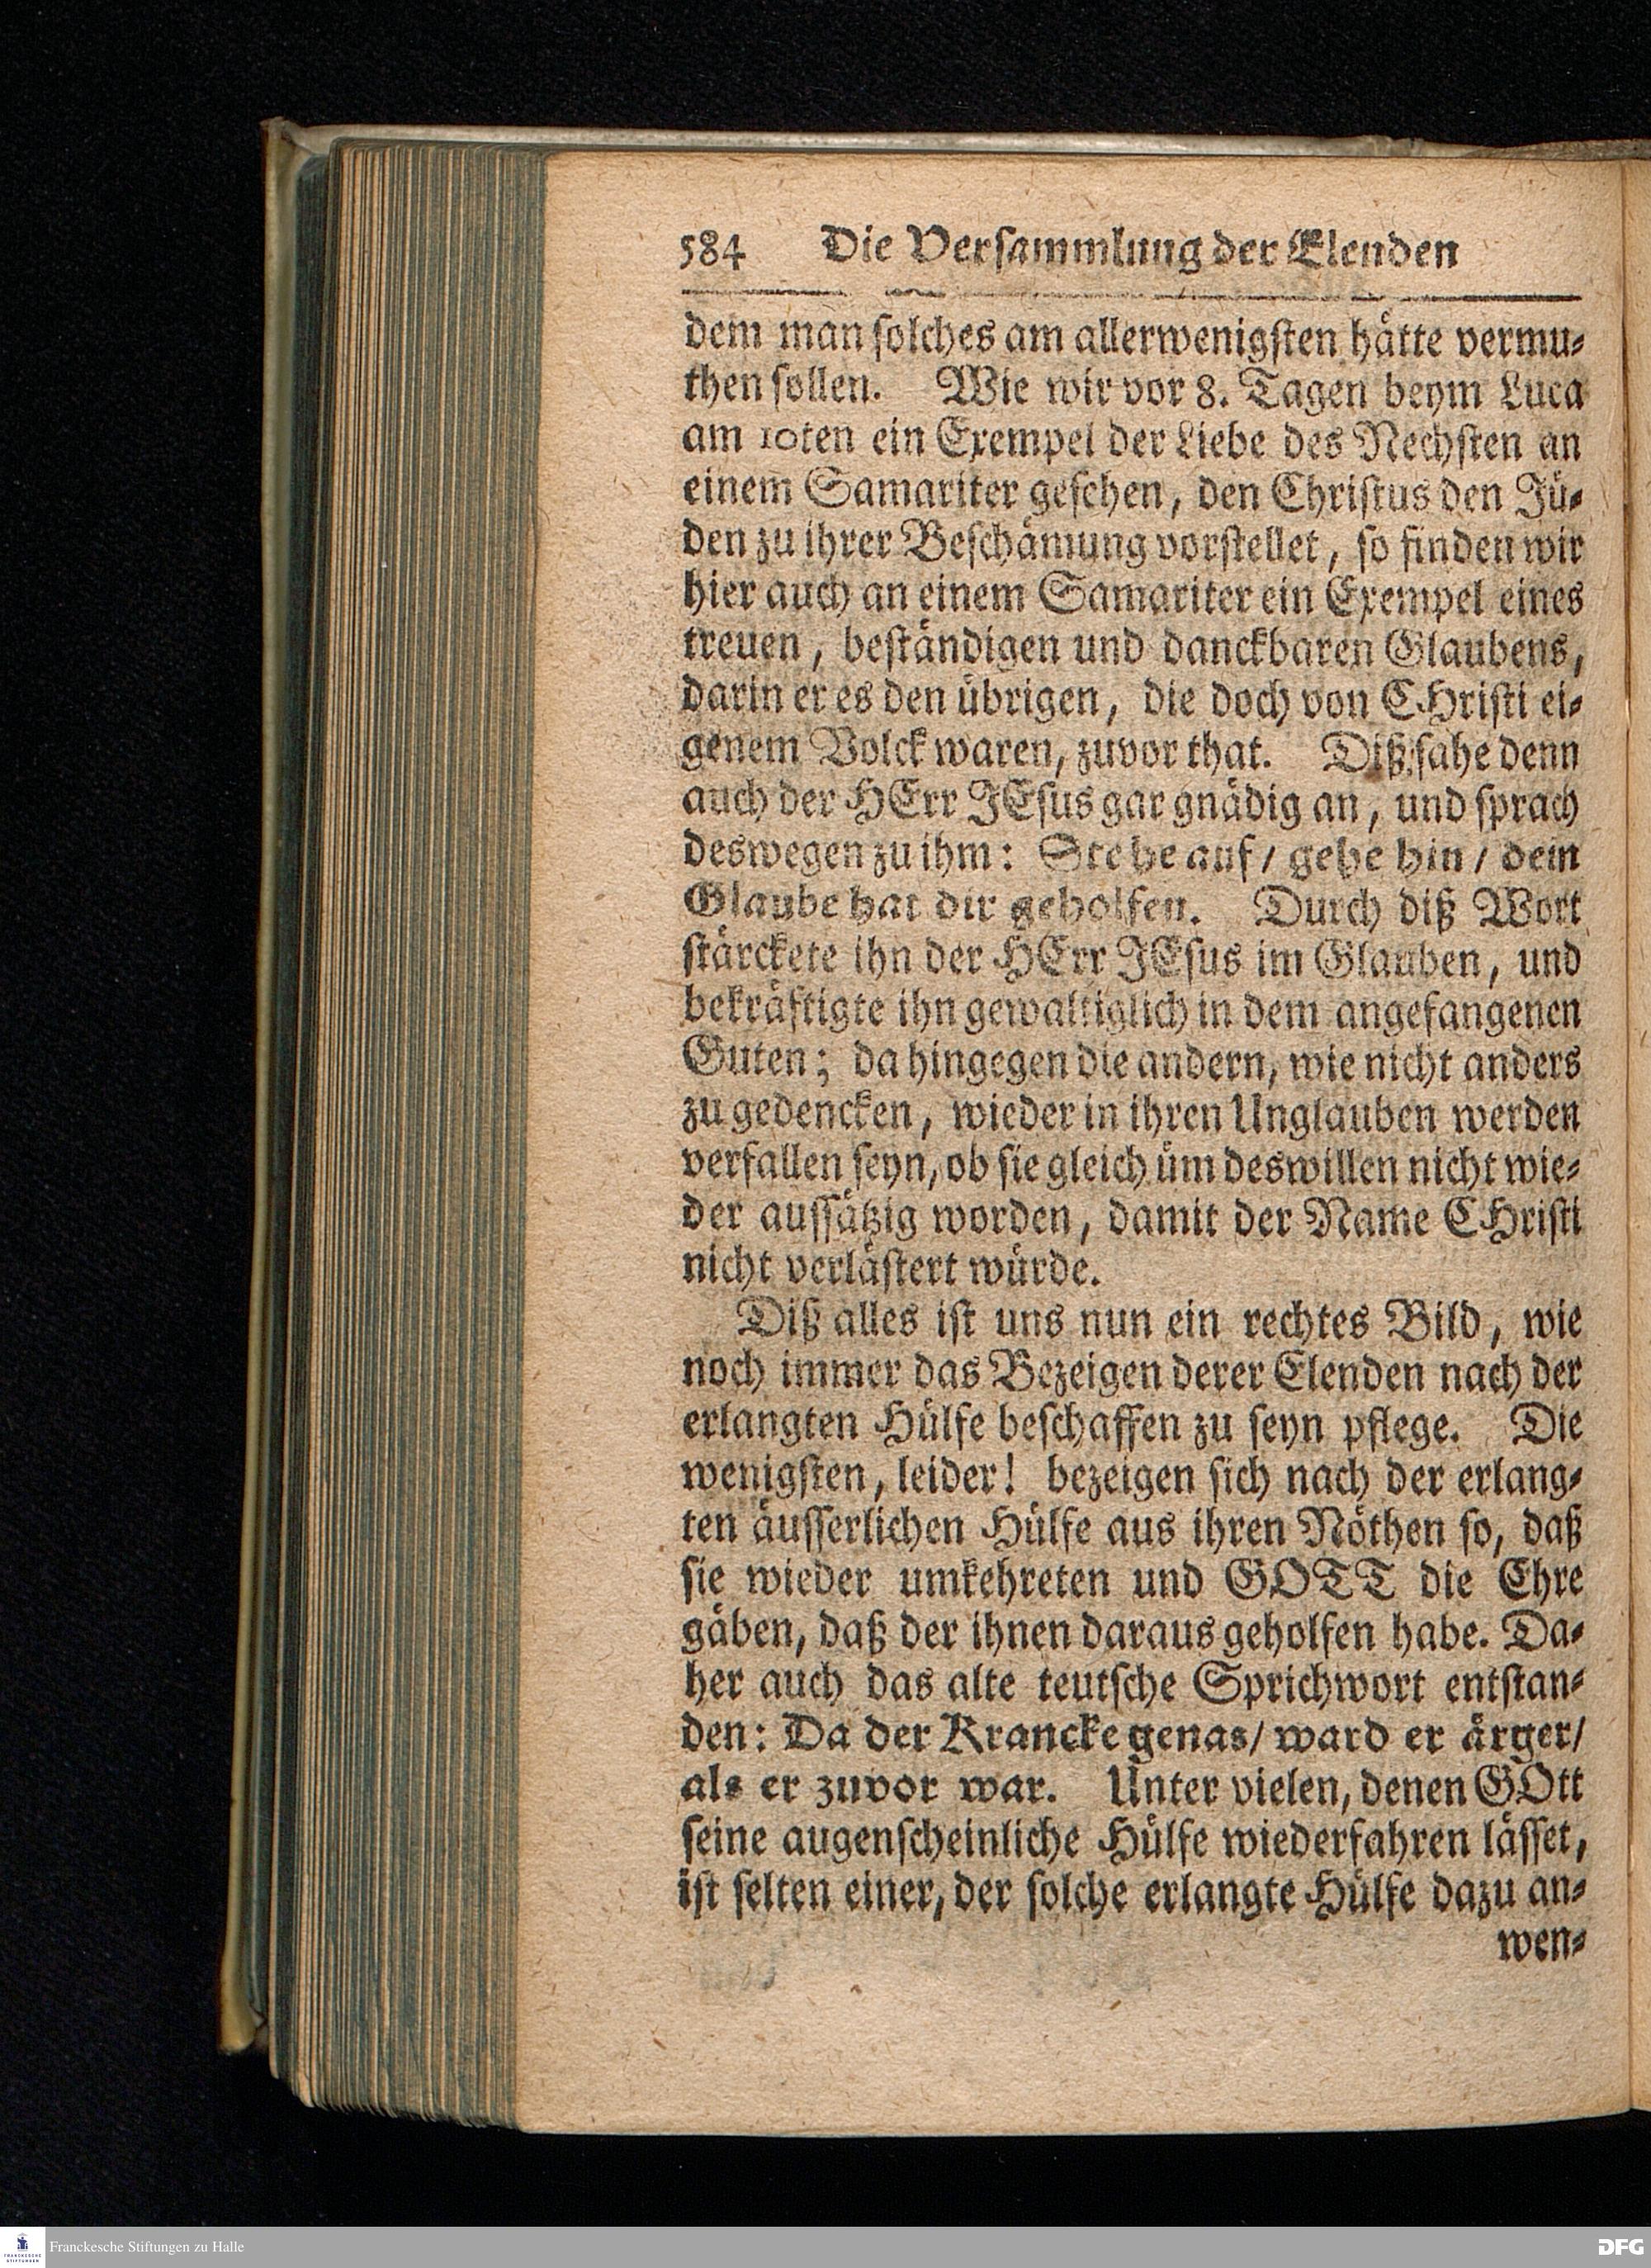 584 Die Versammlung der Elenden
dem man solches am allerwenigsten hätte vermu-
then sollen. Wie wir vor 8. Tagen beym Luca
am 10ten ein Exempel der Liebe des Nechsten an
einem Samariter gesehen, den Christus den Jü-
den zu ihrer Beschämung vorstellet, so finden wir
hier auch an einem Samariter ein Exempel eines
treuen, beständigen und danckbaren Glaubens,
darin er es den übrigen, die doch von CHristi ei-
genem Volck waren, zuvor that. Diß sahe denn
auch der HErr JEsus gar gnädig an, und sprach
deswegen zu ihm: Stehe auf/ gehe hin/ dein
Glaube hat dir geholfen. Durch diß Wort
stärckete ihn der HErr JEsus im Glauben, und
bekräftigte ihn gewaltiglich in dem angefangenen
Guten; da hingegen die andern, wie nicht anders
zu gedencken, wieder in ihren Unglauben werden
verfallen seyn, ob sie gleich üm deswillen nicht wie-
der aussätzig worden, damit der Name CHristi
nicht verlästert würde.
Diß alles ist uns nun ein rechtes Bild, wie
noch immer das Bezeigen derer Elenden nach der
erlangten Hülfe beschaffen zu seyn pflege. Die
wenigsten, leider! bezeigen sich nach der erlang-
ten äusserlichen Hülfe aus ihren Nöthen so, daß
sie wieder umkehreten und GOTT die Ehre
gäben, daß der ihnen daraus geholfen habe. Da-
her auch das alte teutsche Sprichwort entstan-
den: Da der Krancke genas/ ward er ärger/
als er zuvor war. Unter vielen, denen GOtt
seine augenscheinliche Hülfe wiederfahren lässet,
ist selten einer, der solche erlangte Hülfe dazu an-
wen-
FRANCKESCHE STIFTUNGEN
Franckesche Stiftungen zu Halle
DFG